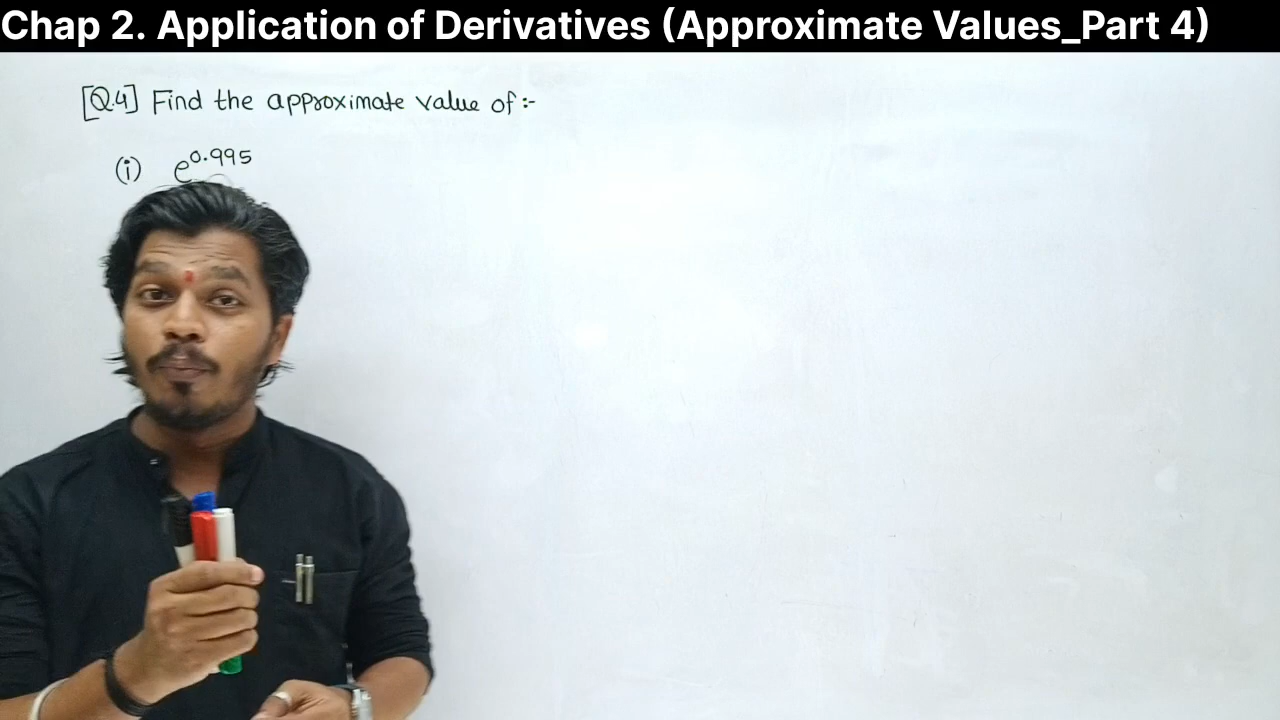 Chap 2. Application of Derivatives (Approximate Values_Part 4)
[Q.4] Find the approximate value of :-
(i) e^0.995